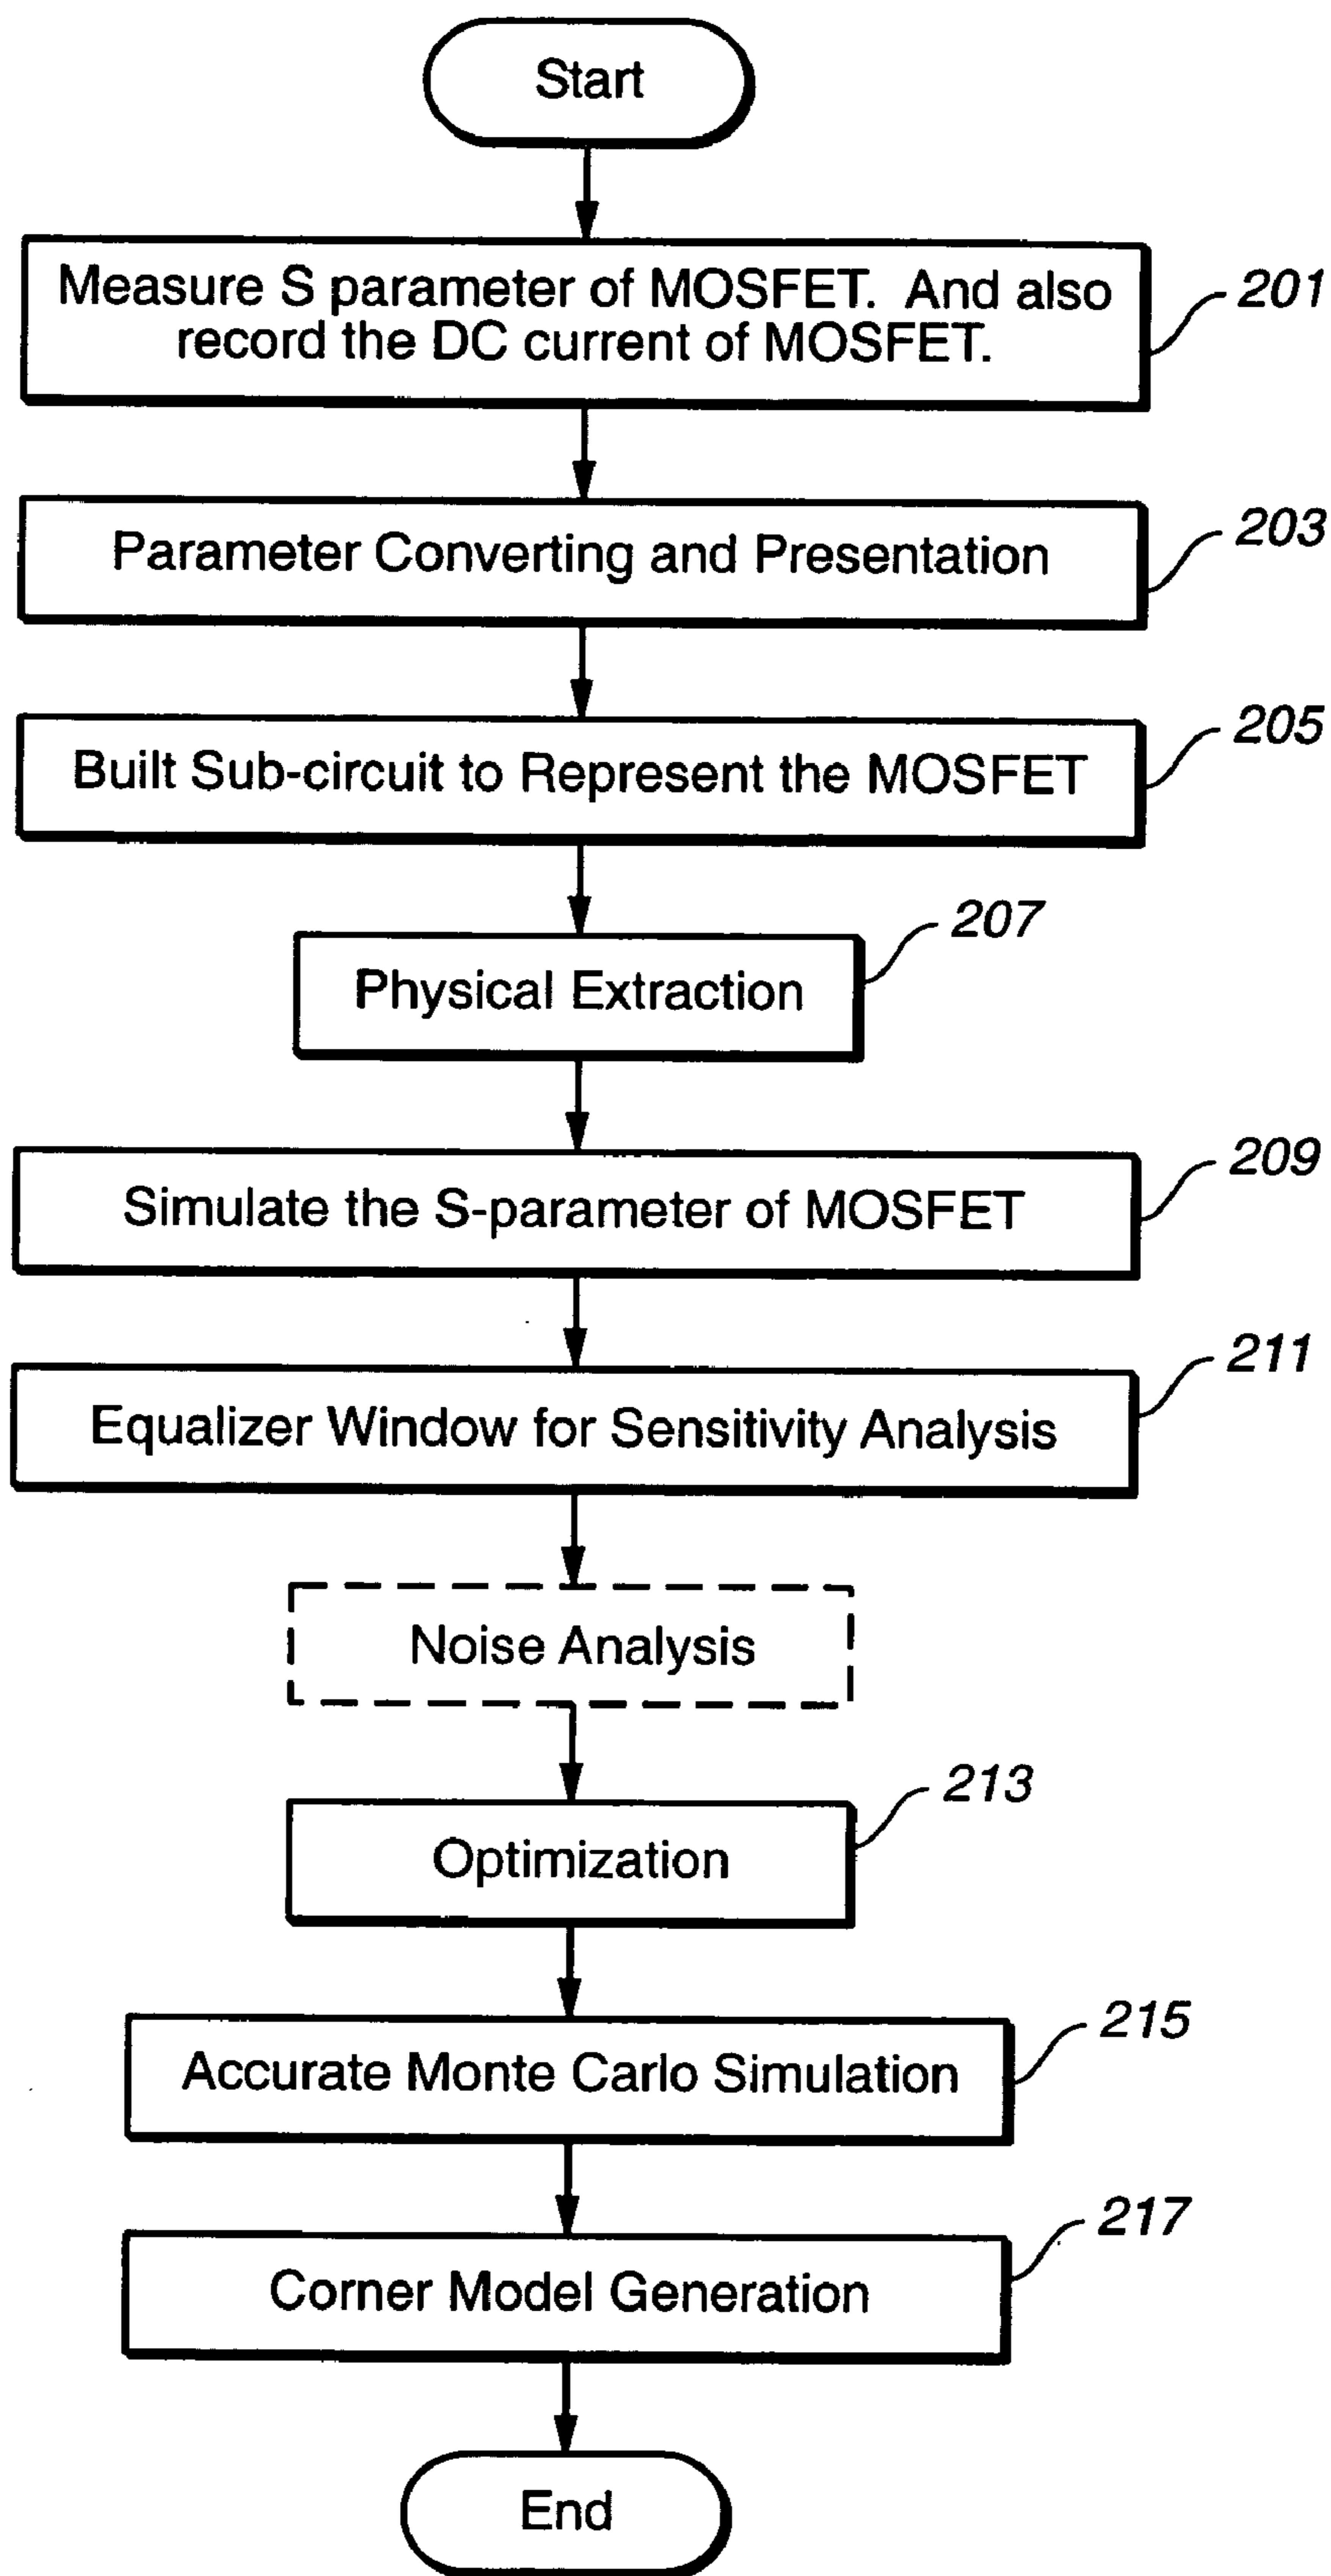 Start
Measure S parameter of MOSFET. And also
record the DC current of MOSFET.
201
Parameter Converting and Presentation
203
Built Sub-circuit to Represent the MOSFET
205
Physical Extraction
207
Simulate the S-parameter of MOSFET
209
Equalizer Window for Sensitivity Analysis
211
Noise Analysis
Optimization
213
Accurate Monte Carlo Simulation
215
Corner Model Generation
217
End